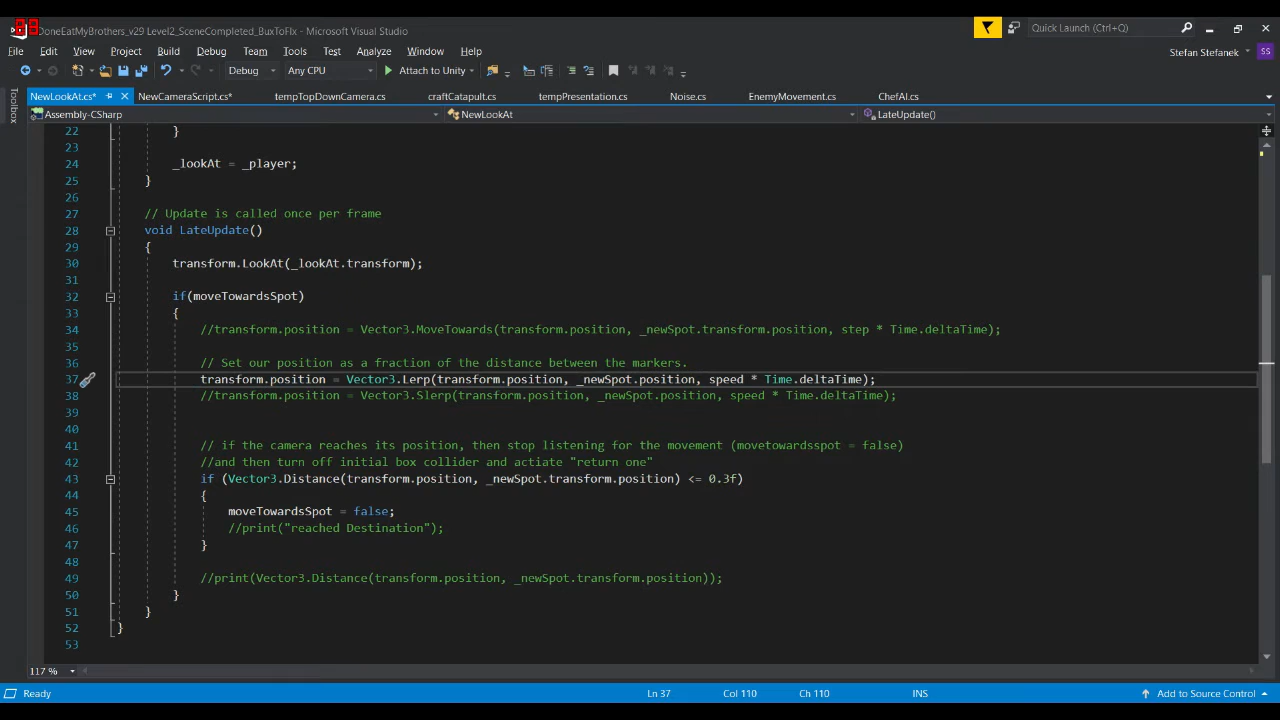 89
DoneEatMyBrothers_v29 Level2_SceneCompleted_BuxToFIx - Microsoft Visual Studio
Quick Launch (Ctrl+Q)
File Edit View Project Build Debug Team Tools Test Analyze Window Help
Stefan Stefanek SS
Debug Any CPU Attach to Unity
Toolbox
NewLookAt.cs* NewCameraScript.cs* tempTopDownCamera.cs craftCatapult.cs tempPresentation.cs Noise.cs EnemyMovement.cs ChefAI.cs
Assembly-CSharp NewLookAt LateUpdate()
22 }
23
24 _lookAt = _player;
25 }
26
27 // Update is called once per frame
28 void LateUpdate()
29 {
30 transform.LookAt(_lookAt.transform);
31
32 if(moveTowardsSpot)
33 {
34 //transform.position = Vector3.MoveTowards(transform.position, _newSpot.transform.position, step * Time.deltaTime);
35
36 // Set our position as a fraction of the distance between the markers.
37 transform.position = Vector3.Lerp(transform.position, _newSpot.position, speed * Time.deltaTime);
38 //transform.position = Vector3.Slerp(transform.position, _newSpot.position, speed * Time.deltaTime);
39
40
41 // if the camera reaches its position, then stop listening for the movement (movetowardsspot = false)
42 //and then turn off initial box collider and actiate "return one"
43 if (Vector3.Distance(transform.position, _newSpot.transform.position) <= 0.3f)
44 {
45 moveTowardsSpot = false;
46 //print("reached Destination");
47 }
48
49 //print(Vector3.Distance(transform.position, _newSpot.transform.position));
50 }
51 }
52 }
53
117 %
Ready Ln 37 Col 110 Ch 110 INS Add to Source Control